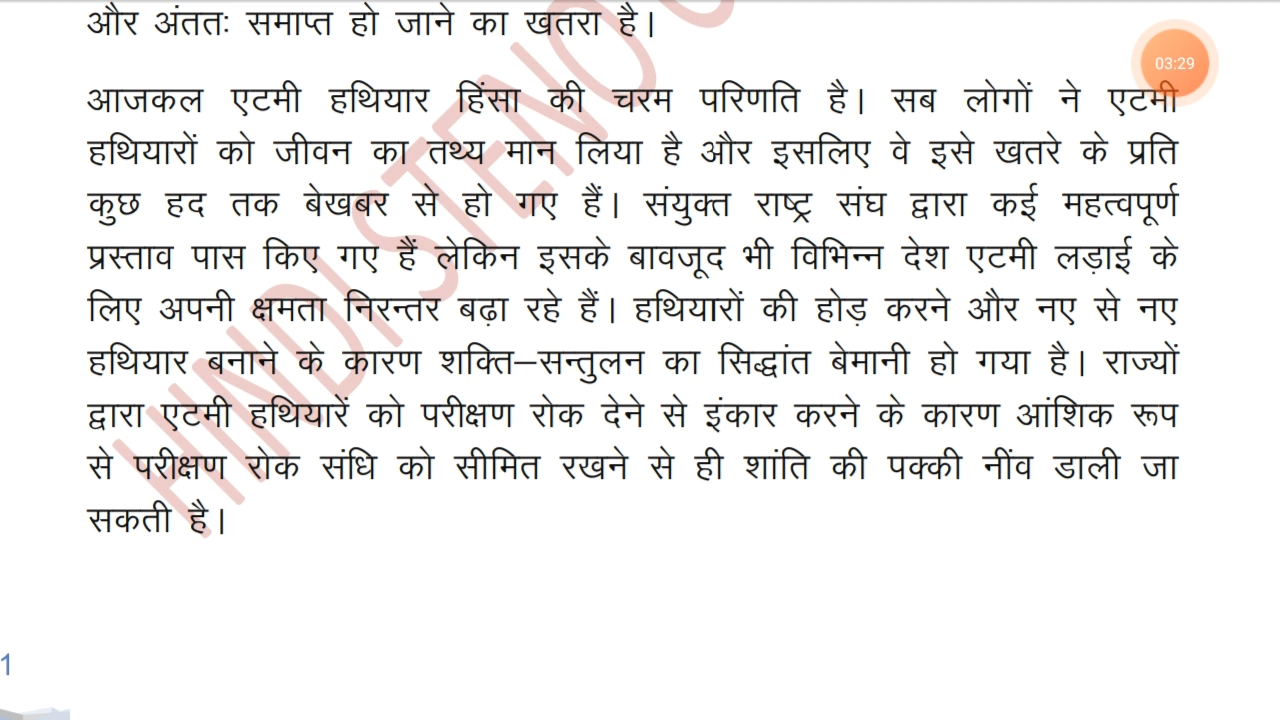 और अंततः समाप्त हो जाने का खतरा है।
03:29
आजकल एटमी हथियार हिंसा की चरम परिणति है। सब लोगों ने एटमी
हथियारों को जीवन का तथ्य मान लिया है और इसलिए वे इसे खतरे के प्रति
कुछ हद तक बेखबर से हो गए हैं। संयुक्त राष्ट्र संघ द्वारा कई महत्वपूर्ण
प्रस्ताव पास किए गए हैं लेकिन इसके बावजूद भी विभिन्न देश एटमी लड़ाई के
लिए अपनी क्षमता निरन्तर बढ़ा रहे हैं। हथियारों की होड़ करने और नए से नए
हथियार बनाने के कारण शक्ति–सन्तुलन का सिद्धांत बेमानी हो गया है। राज्यों
द्वारा एटमी हथियारें को परीक्षण रोक देने से इंकार करने के कारण आंशिक रूप
से परीक्षण रोक संधि को सीमित रखने से ही शांति की पक्की नींव डाली जा
सकती है।
HINDI STENO
1